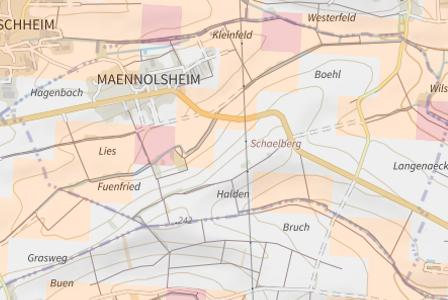 SCHHEIM
Westerfeld
Kleinfeld
MAENNOLSHEIM
Boehl
Hagenbach
Wils
Schaelberg
Lies
Langenaeck
Fuenfried
Halden
242
Bruch
Grasweg
Buen